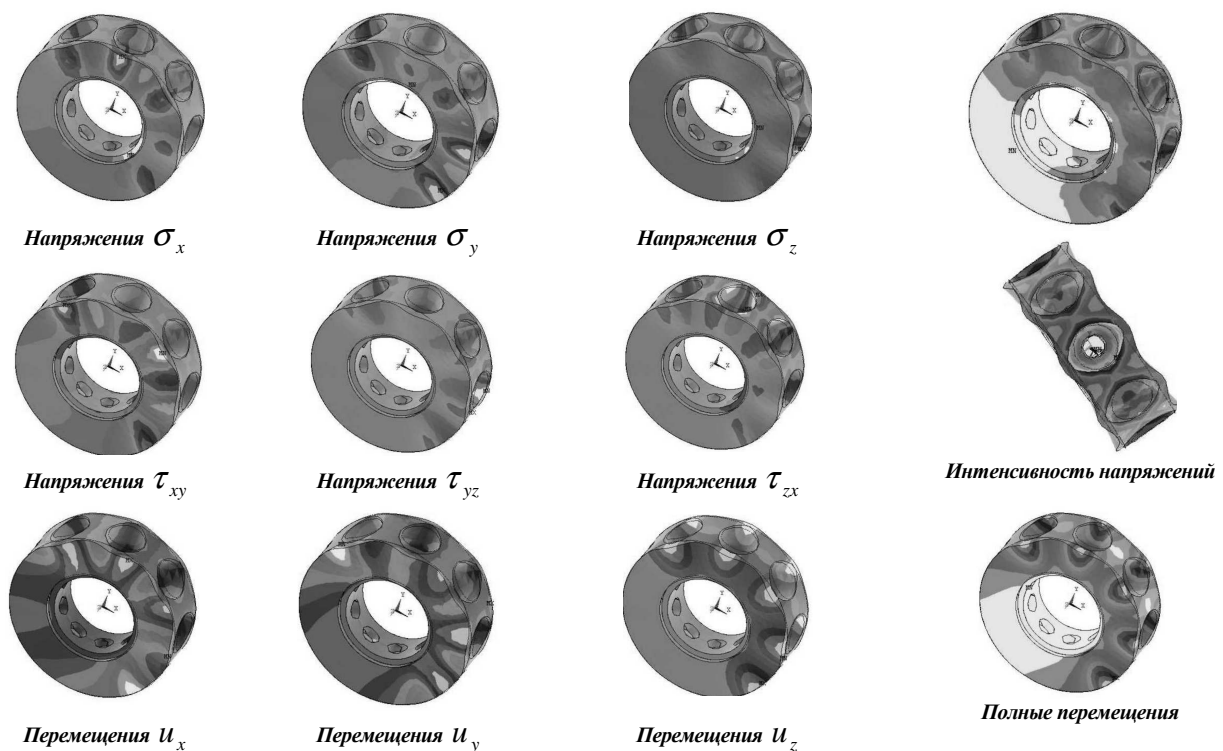 Напряжения σx
Напряжения σy
Напряжения σz
Напряжения τxy
Напряжения τyz
Напряжения τzx
Интенсивность напряжений
Перемещения ux
Перемещения uy
Перемещения uz
Полные перемещения